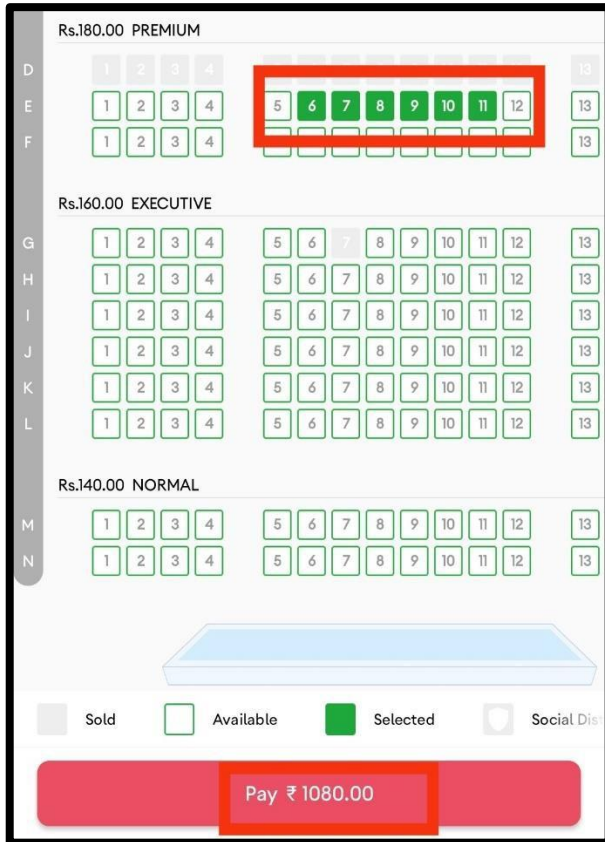 Rs.180.00 PREMIUM
D 1 2 3 4 13
E 1 2 3 4 5 6 7 8 9 10 11 12 13
F 1 2 3 4 13
Rs.160.00 EXECUTIVE
G 1 2 3 4 5 6 7 8 9 10 11 12 13
H 1 2 3 4 5 6 7 8 9 10 11 12 13
I 1 2 3 4 5 6 7 8 9 10 11 12 13
J 1 2 3 4 5 6 7 8 9 10 11 12 13
K 1 2 3 4 5 6 7 8 9 10 11 12 13
L 1 2 3 4 5 6 7 8 9 10 11 12 13
Rs.140.00 NORMAL
M 1 2 3 4 5 6 7 8 9 10 11 12 13
N 1 2 3 4 5 6 7 8 9 10 11 12 13
Sold Available Selected Social Dis
Pay ₹ 1080.00